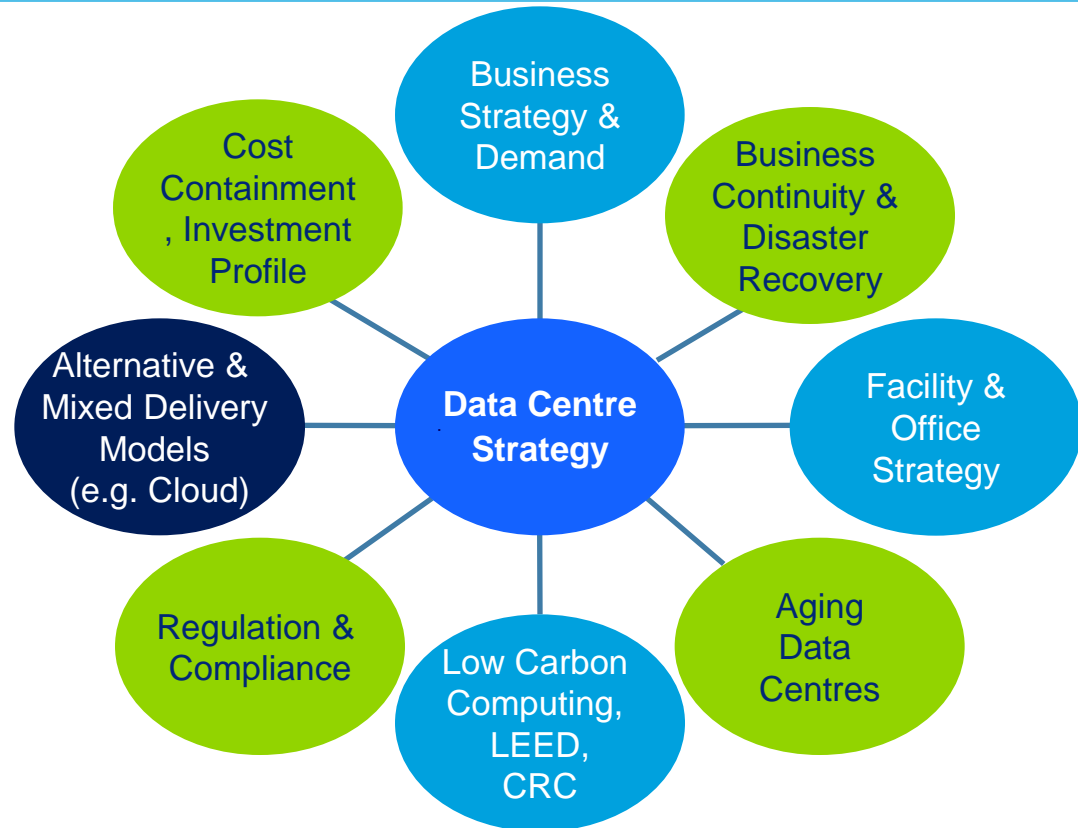 Business
Strategy &
Demand
Cost
Containment
, Investment
Profile
Business
Continuity &
Disaster
Recovery
Alternative &
Mixed Delivery
Models
(e.g. Cloud)
Data Centre
Strategy
Facility &
Office
Strategy
Regulation &
Compliance
Low Carbon
Computing,
LEED,
CRC
Aging
Data
Centres